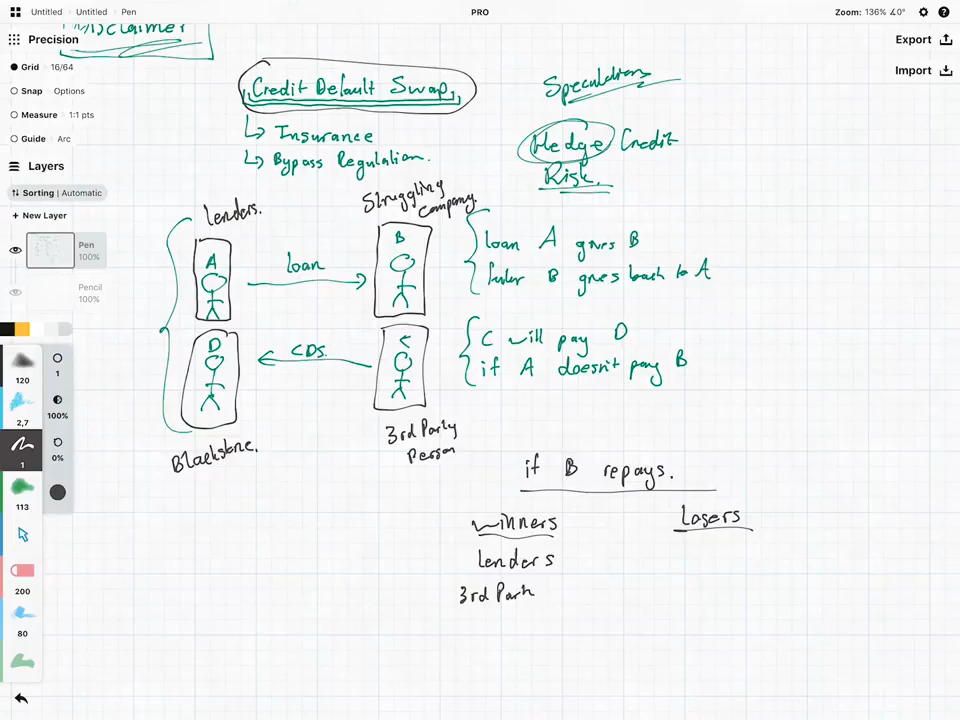 Untitled Untitled Pen
PRO
Zoom: 136% ∡0°
Disclaimer
Precision
Export
Import
Grid 16/64
Snap Options
Measure 1:1 pts
Guide Arc
Layers
Sorting | Automatic
+ New Layer
Pen
100%
Pencil
100%
120
1
2,7
100%
1
0%
113
200
80
Credit Default Swap
↳ Insurance
↳ Bypass Regulation.
Speculations
Hedge Credit
Risk.
lenders.
Struggling
Company.
A
loan
B
loan A gives B
B gives back to A
D
CDs.
C
C will pay D
if A doesn't pay B
Blackstone.
3rd Party
Person
if B repays.
winners
Losers
lenders
3rd Part